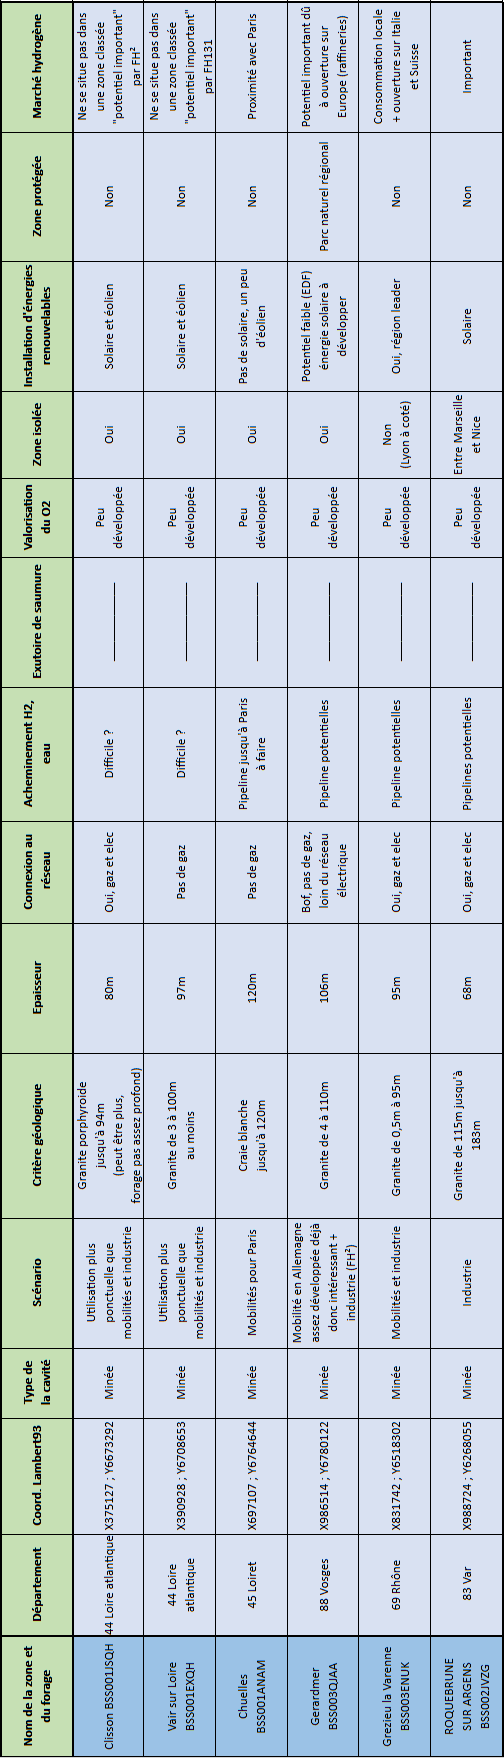 Nom de la zone et
du forage
Département
Coord. Lambert93
Type de
la cavité
Scénario
Critère géologique
Epaisseur
Connexion au
réseau
Acheminement H2,
eau
Exutoire de saumure
Valorisation
du O2
Zone isolée
Installation d'énergies
renouvelables
Zone protégée
Marché hydrogène
Clisson BSS001JSQH
44 Loire atlantique
X375127 ; Y6673292
Minée
Utilisation plus
ponctuelle que
mobilités et industrie
Granite porphyroide
jusqu'à 94m
(peut être plus,
forage pas assez profond)
80m
Oui, gaz et elec
Difficile ?
Peu
développée
Oui
Solaire et éolien
Non
Ne se situe pas dans
une zone classée
"potentiel important"
par FH²
Vair sur Loire
BSS001EXQH
44 Loire
atlantique
X390928 ; Y6708653
Minée
Utilisation plus
ponctuelle que
mobilités et industrie
Granite de 3 à 100m
au moins
97m
Pas de gaz
Difficile ?
Peu
développée
Oui
Solaire et éolien
Non
Ne se situe pas dans
une zone classée
"potentiel important"
par FH131
Chuelles
BSS001ANAM
45 Loiret
X697107 ; Y6764644
Minée
Mobilités pour Paris
Craie blanche
jusqu'à 120m
120m
Pas de gaz
Pipeline jusqu'à Paris
à faire
Peu
développée
Oui
Pas de solaire, un peu
d'éolien
Non
Proximité avec Paris
Gerardmer
BSS003QJAA
88 Vosges
X986514 ; Y6780122
Minée
Mobilité en Allemagne
assez développée déjà
donc intéressant +
industrie (FH²)
Granite de 4 à 110m
106m
Bof, pas de gaz,
loin du réseau
électrique
Pipeline potentielles
Peu
développée
Oui
Potentiel faible (EDF)
énergie solaire à
développer
Parc naturel régional
Potentiel important dû
à ouverture sur
Europe (raffineries)
Grezieu la Varenne
BSS003ENUK
69 Rhône
X831742 ; Y6518302
Minée
Mobilités et industrie
Granite de 0,5m à 95m
95m
Oui, gaz et elec
Pipeline potentielles
Peu
développée
Non
(Lyon à coté)
Oui, région leader
Non
Consommation locale
+ ouverture sur Italie
et Suisse
ROQUEBRUNE
SUR ARGENS
BSS002JVZG
83 Var
X988724 ; Y6268055
Minée
Industrie
Granite de 115m jusqu'à
183m
68m
Oui, gaz et elec
Pipelines potentielles
Peu
développée
Entre Marseille
et Nice
Solaire
Non
Important